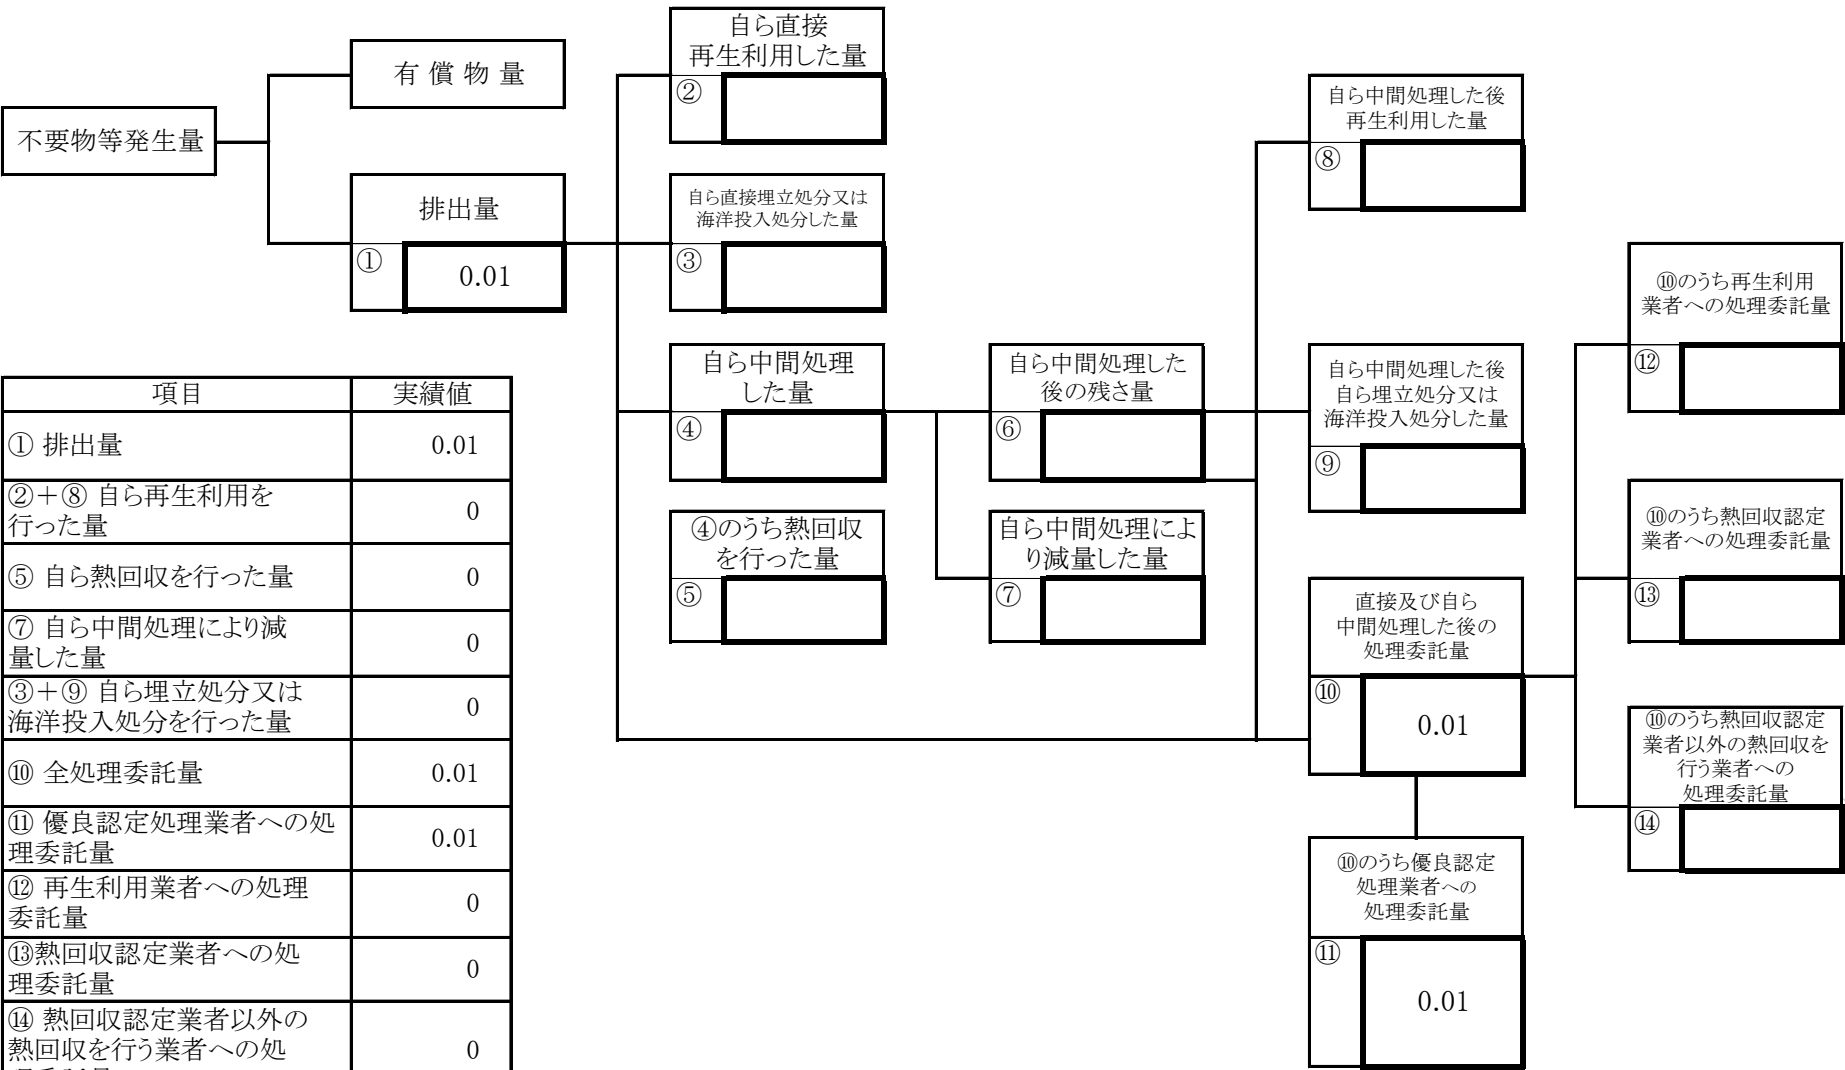 不要物等発生量
有 償 物 量
排出量
①
0.01
自ら直接
再生利用した量
②
自ら直接埋立処分又は
海洋投入処分した量
③
自ら中間処理
した量
④
④のうち熱回収
を行った量
⑤
自ら中間処理した
後の残さ量
⑥
自ら中間処理によ
り減量した量
⑦
自ら中間処理した後
再生利用した量
⑧
自ら中間処理した後
自ら埋立処分又は
海洋投入処分した量
⑨
直接及び自ら
中間処理した後の
処理委託量
⑩
0.01
⑩のうち優良認定
処理業者への
処理委託量
⑪
0.01
⑩のうち再生利用
業者への処理委託量
⑫
⑩のうち熱回収認定
業者への処理委託量
⑬
⑩のうち熱回収認定
業者以外の熱回収を
行う業者への
処理委託量
⑭
項目 実績値
① 排出量 0.01
②+⑧ 自ら再生利用を
行った量 0
⑤ 自ら熱回収を行った量 0
⑦ 自ら中間処理により減
量した量 0
③+⑨ 自ら埋立処分又は
海洋投入処分を行った量 0
⑩ 全処理委託量 0.01
⑪ 優良認定処理業者への処
理委託量 0.01
⑫ 再生利用業者への処理
委託量 0
⑬熱回収認定業者への処
理委託量 0
⑭ 熱回収認定業者以外の
熱回収を行う業者への処 0